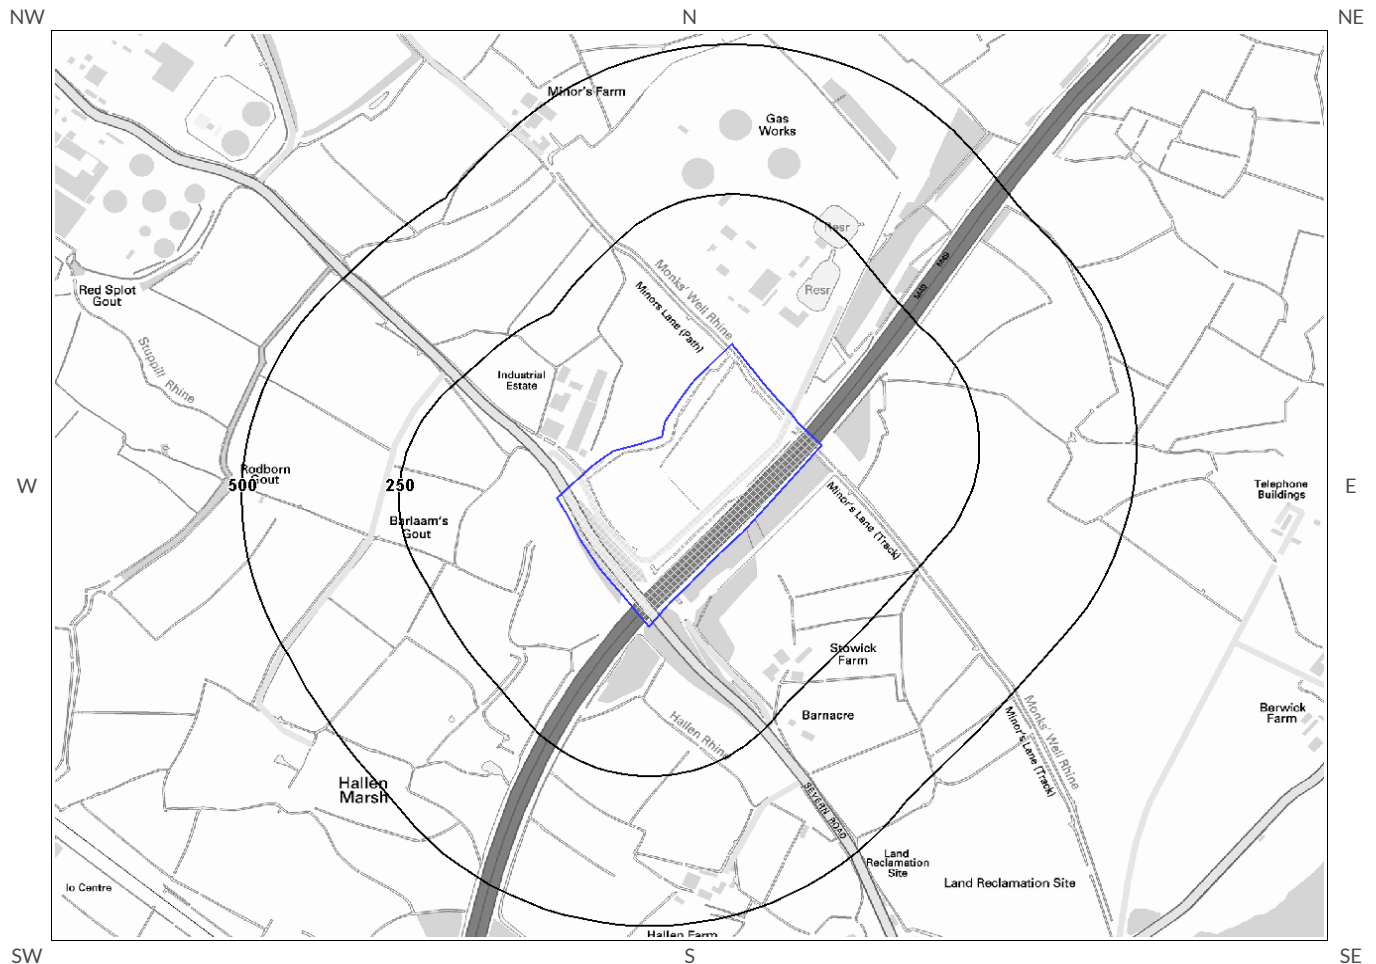 NW
N
NE
Minor's Farm
Gas
Works
Resr
Monks' Well Rhine
M49
M49
Red Splot
Gout
Minors Lane (Path)
Resr
Stuppill Rhine
Industrial
Estate
W
Rodborn
Gout
500
250
Minor's Lane (Track)
Telephone
Buildings
E
Barlaam's
Gout
Stowick
Farm
Monks' Well Rhine
Minor's Lane (Track)
Barwick
Farm
Barnacre
Hallen Rhine
Hallen
Marsh
SEVERN ROAD
Land
Reclamation
Site
Land Reclamation Site
Io Centre
Hallen Farm
SW
S
SE